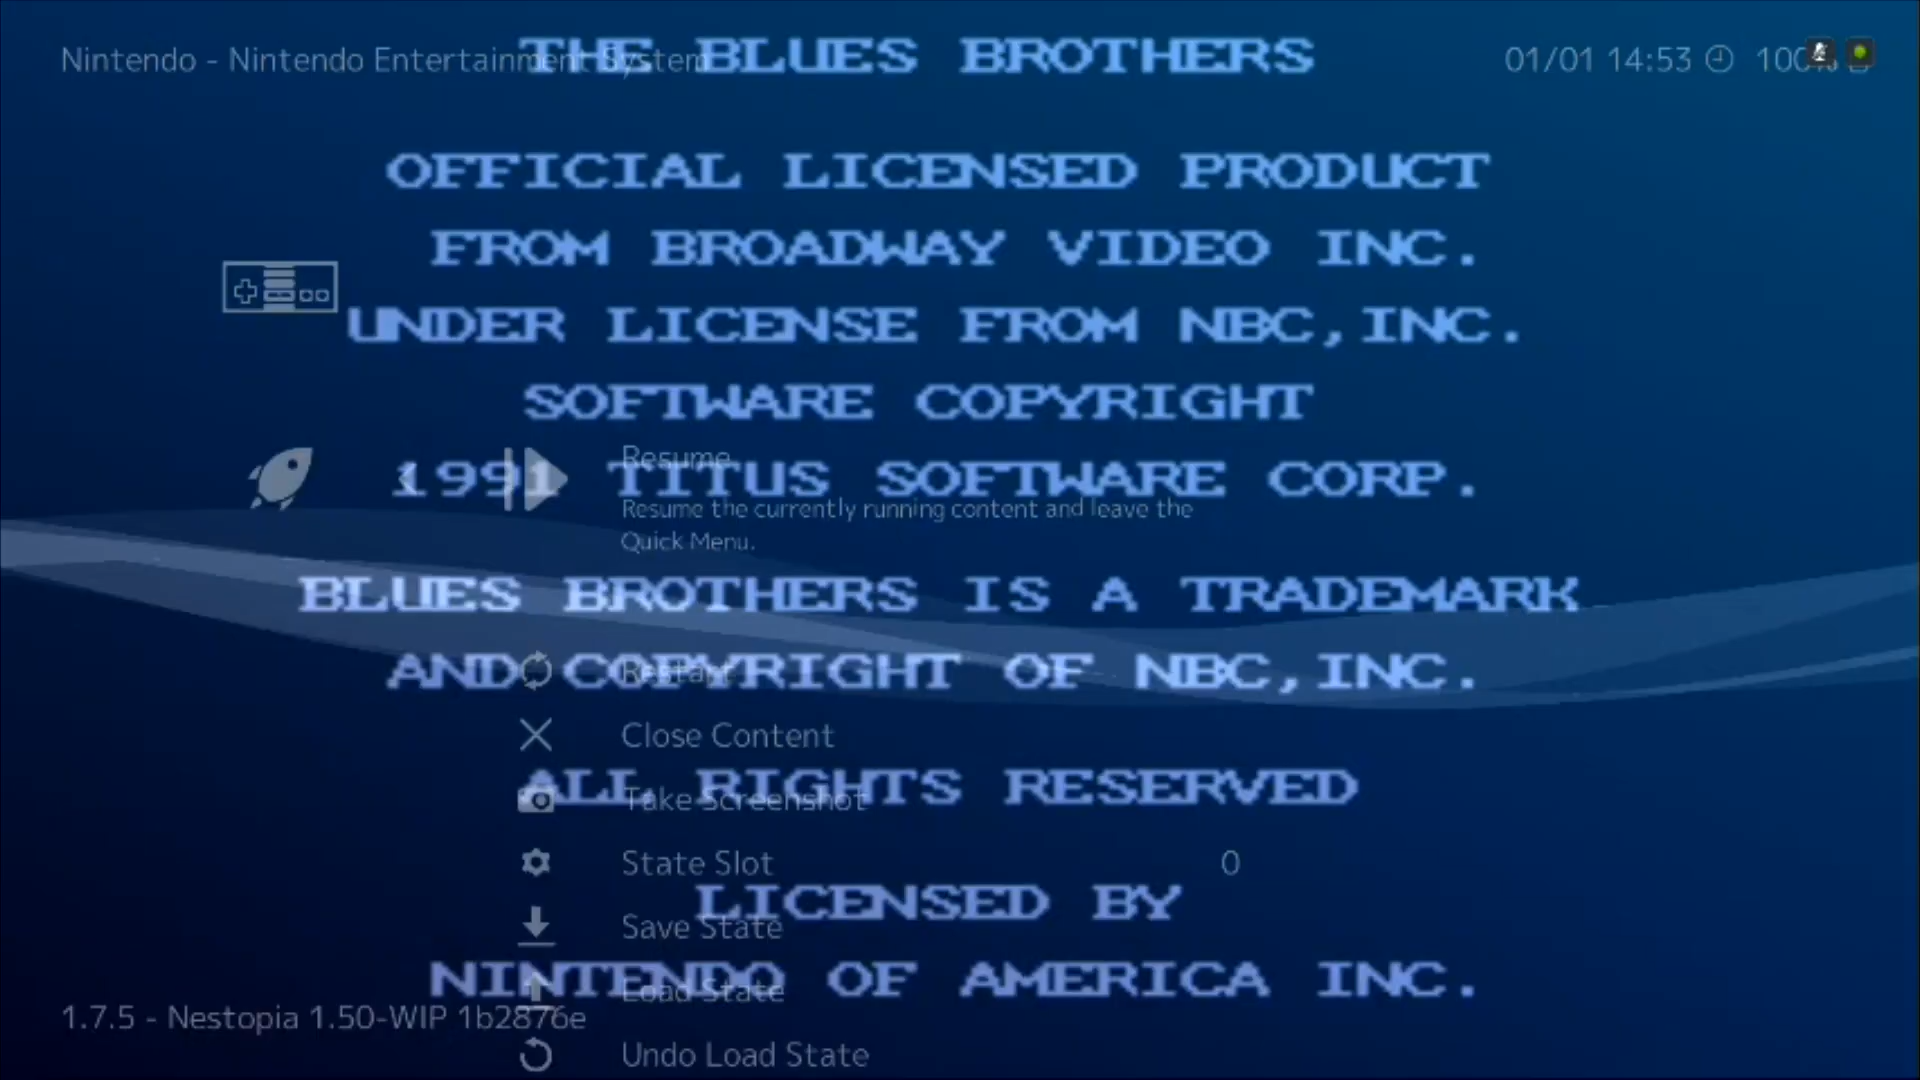 Nintendo - Nintendo Entertainment System
THE BLUES BROTHERS
01/01 14:53 100%
OFFICIAL LICENSED PRODUCT
FROM BROADWAY VIDEO INC.
UNDER LICENSE FROM NBC,INC.
SOFTWARE COPYRIGHT
1991 TITUS SOFTWARE CORP.
Resume
Resume the currently running content and leave the
Quick Menu.
BLUES BROTHERS IS A TRADEMARK
AND COPYRIGHT OF NBC,INC.
Restart
Close Content
ALL RIGHTS RESERVED
Take Screenshot
State Slot 0
LICENSED BY
Save State
NINTENDO OF AMERICA INC.
Load State
1.7.5 - Nestopia 1.50-WIP 1b2876e
Undo Load State